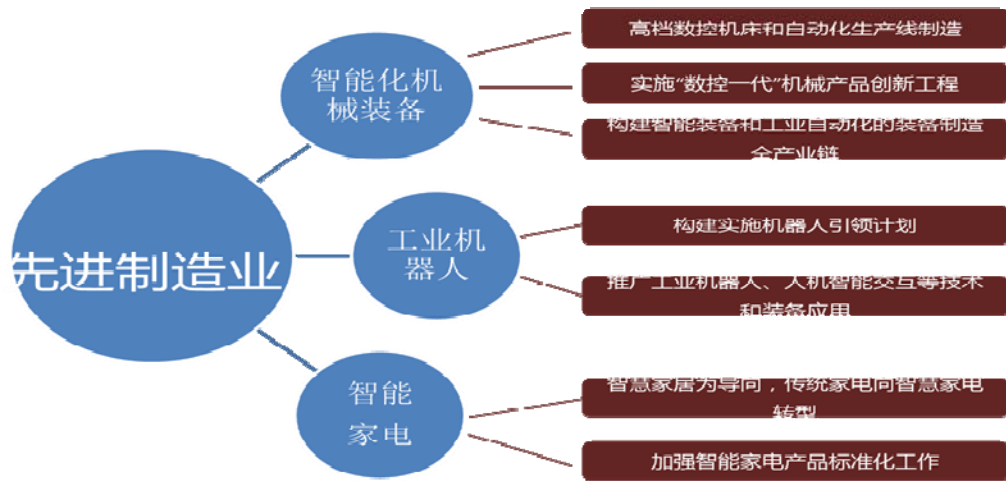 先进制造业
智能化机
械装备
高档数控机床和自动化生产线制造
实施“数控一代”机械产品创新工程
构建智能装备和工业自动化的装备制造
全产业链
工业机
器人
构建实施机器人引领计划
推广工业机器人、人机智能交互等技术
和装备应用
智能
家电
智慧家居为导向，传统家电向智慧家电
转型
加强智能家电产品标准化工作